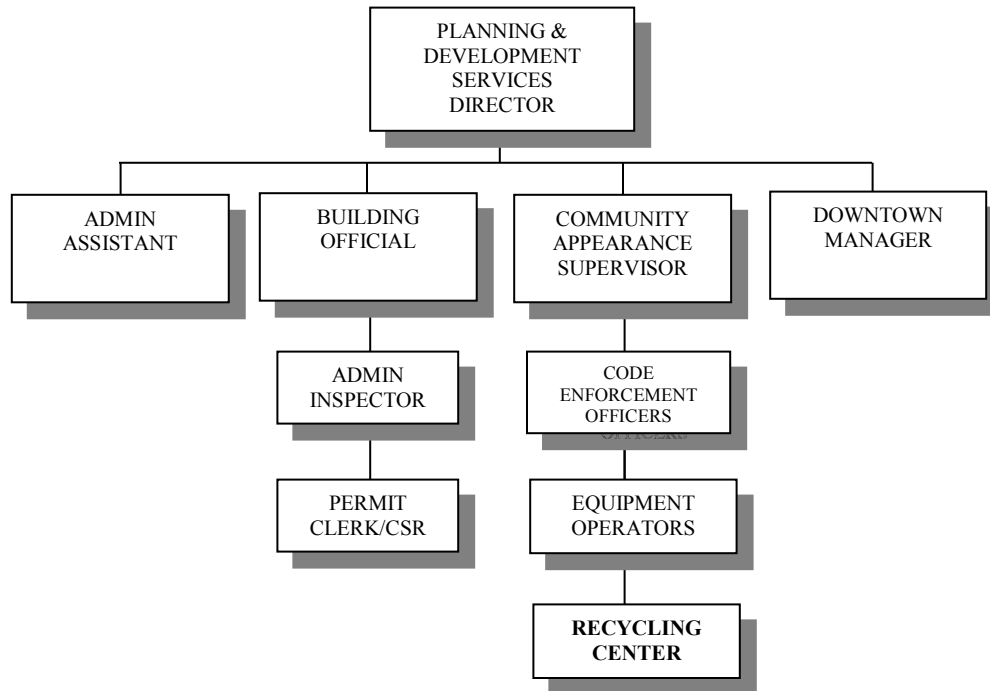 PLANNING &
DEVELOPMENT
SERVICES
DIRECTOR
ADMIN
ASSISTANT
BUILDING
OFFICIAL
COMMUNITY
APPEARANCE
SUPERVISOR
DOWNTOWN
MANAGER
ADMIN
INSPECTOR
CODE
ENFORCEMENT
OFFICERS
OFFICERS
PERMIT
CLERK/CSR
EQUIPMENT
OPERATORS
RECYCLING
CENTER